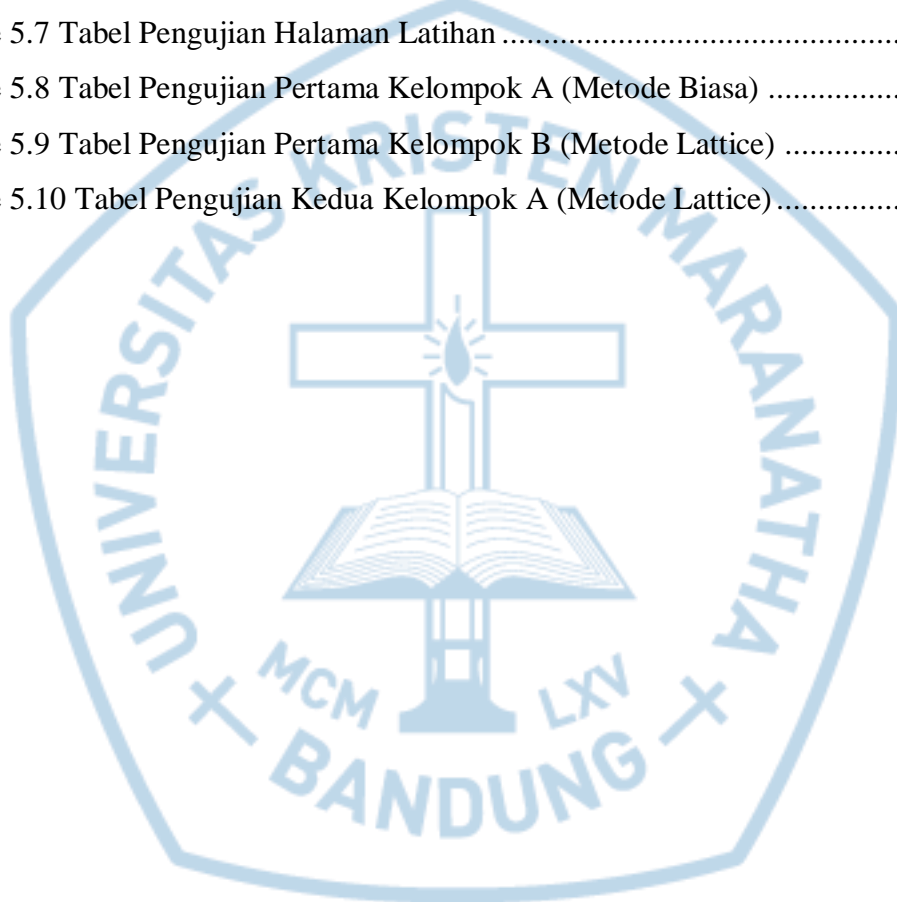 e 5.7 Tabel Pengujian Halaman Latihan ............................................
e 5.8 Tabel Pengujian Pertama Kelompok A (Metode Biasa) ................
e 5.9 Tabel Pengujian Pertama Kelompok B (Metode Lattice) ..............
e 5.10 Tabel Pengujian Kedua Kelompok A (Metode Lattice) ...............
UNIVERSITAS KRISTEN MARANATHA
MCM LXV
BANDUNG